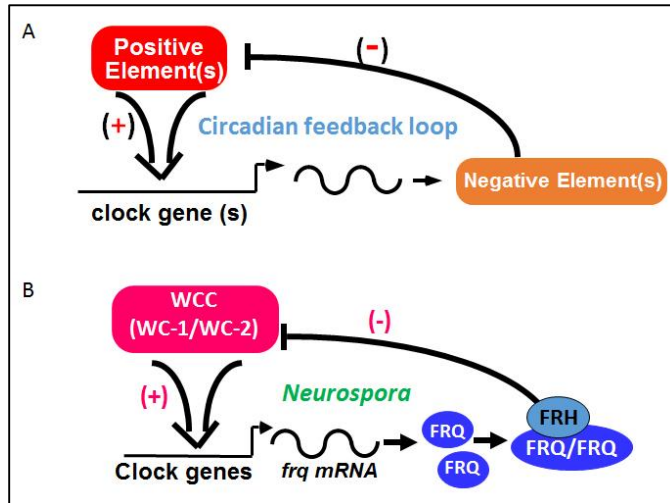 A
Positive
Element(s)
(-)
(+)
Circadian feedback loop
Negative Element(s)
clock gene (s)
B
WCC
(WC-1/WC-2)
(-)
(+)
Neurospora
FRH
FRQ
FRQ/FRQ
FRQ
Clock genes
frq mRNA